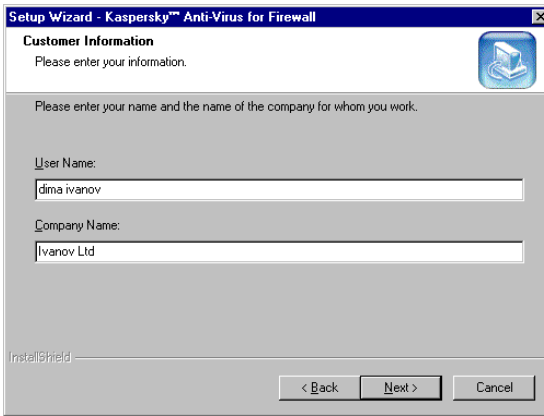 Setup Wizard - Kaspersky™ Anti-Virus for Firewall
Customer Information
Please enter your information.
Please enter your name and the name of the company for whom you work.
User Name:
dima ivanov
Company Name:
Ivanov Ltd
InstallShield
< Back Next > Cancel